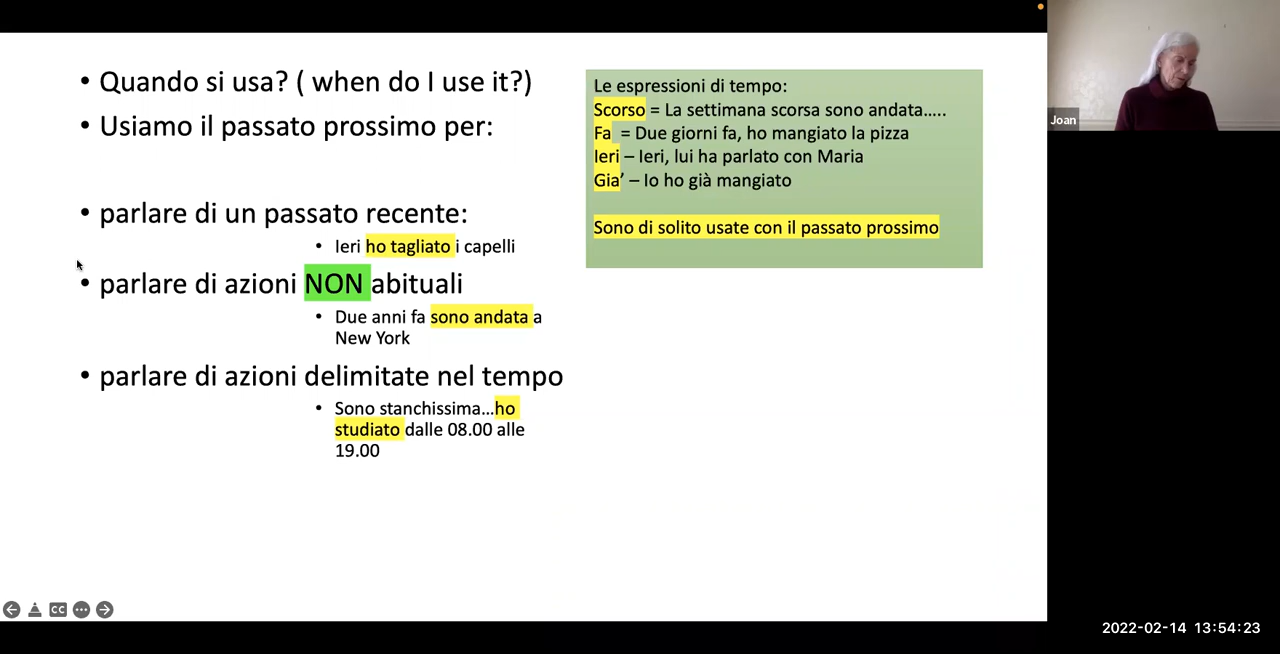 • Quando si usa? ( when do I use it?)
• Usiamo il passato prossimo per:
• parlare di un passato recente:
• Ieri ho tagliato i capelli
• parlare di azioni NON abituali
• Due anni fa sono andata a
New York
• parlare di azioni delimitate nel tempo
• Sono stanchissima...ho
studiato dalle 08.00 alle
19.00
Le espressioni di tempo:
Scorso = La settimana scorsa sono andata…..
Fa = Due giorni fa, ho mangiato la pizza
Ieri – Ieri, lui ha parlato con Maria
Gia’ – Io ho già mangiato
Sono di solito usate con il passato prossimo
Joan
CC
2022-02-14 13:54:23